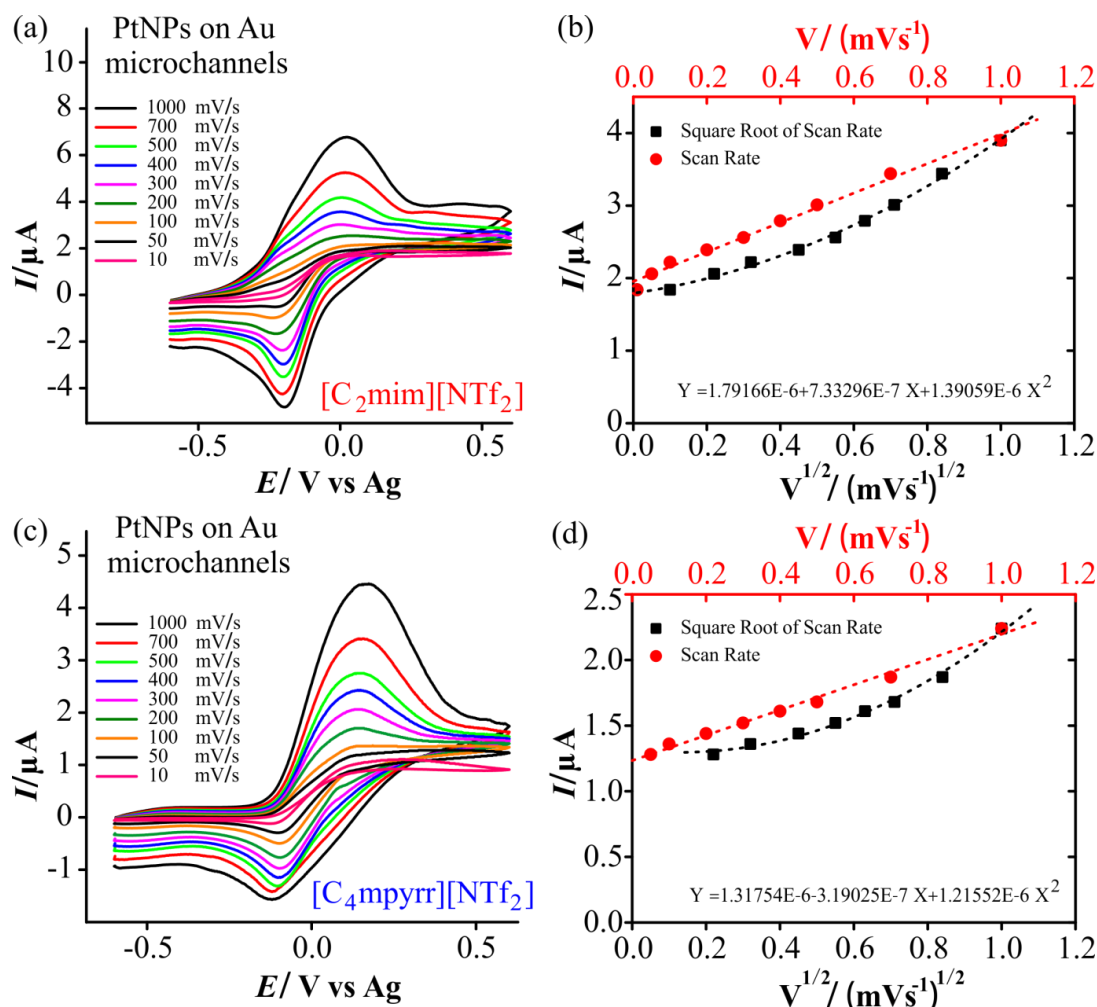 (a)
PtNPs on Au
microchannels
1000 mV/s
700 mV/s
500 mV/s
400 mV/s
300 mV/s
200 mV/s
100 mV/s
50 mV/s
10 mV/s
10
8
6
4
2
0
-2
-4
I/µA
[C₂mim][NTf₂]
-0.5 0.0 0.5
E/ V vs Ag
(b)
V/ (mVs⁻¹)
0.0 0.2 0.4 0.6 0.8 1.0 1.2
Square Root of Scan Rate
Scan Rate
4
3
2
1
0
I/µA
Y =1.79166E-6+7.33296E-7 X+1.39059E-6 X²
0.0 0.2 0.4 0.6 0.8 1.0 1.2
V¹/²/ (mVs⁻¹)¹/²
(c)
PtNPs on Au
microchannels
1000 mV/s
700 mV/s
500 mV/s
400 mV/s
300 mV/s
200 mV/s
100 mV/s
50 mV/s
10 mV/s
5
4
3
2
1
0
-1
I/µA
[C₄mpyrr][NTf₂]
-0.5 0.0 0.5
E/ V vs Ag
(d)
V/ (mVs⁻¹)
0.0 0.2 0.4 0.6 0.8 1.0 1.2
Square Root of Scan Rate
Scan Rate
2.5
2.0
1.5
1.0
0.5
0.0
I/µA
Y =1.31754E-6-3.19025E-7 X+1.21552E-6 X²
0.0 0.2 0.4 0.6 0.8 1.0 1.2
V¹/²/ (mVs⁻¹)¹/²